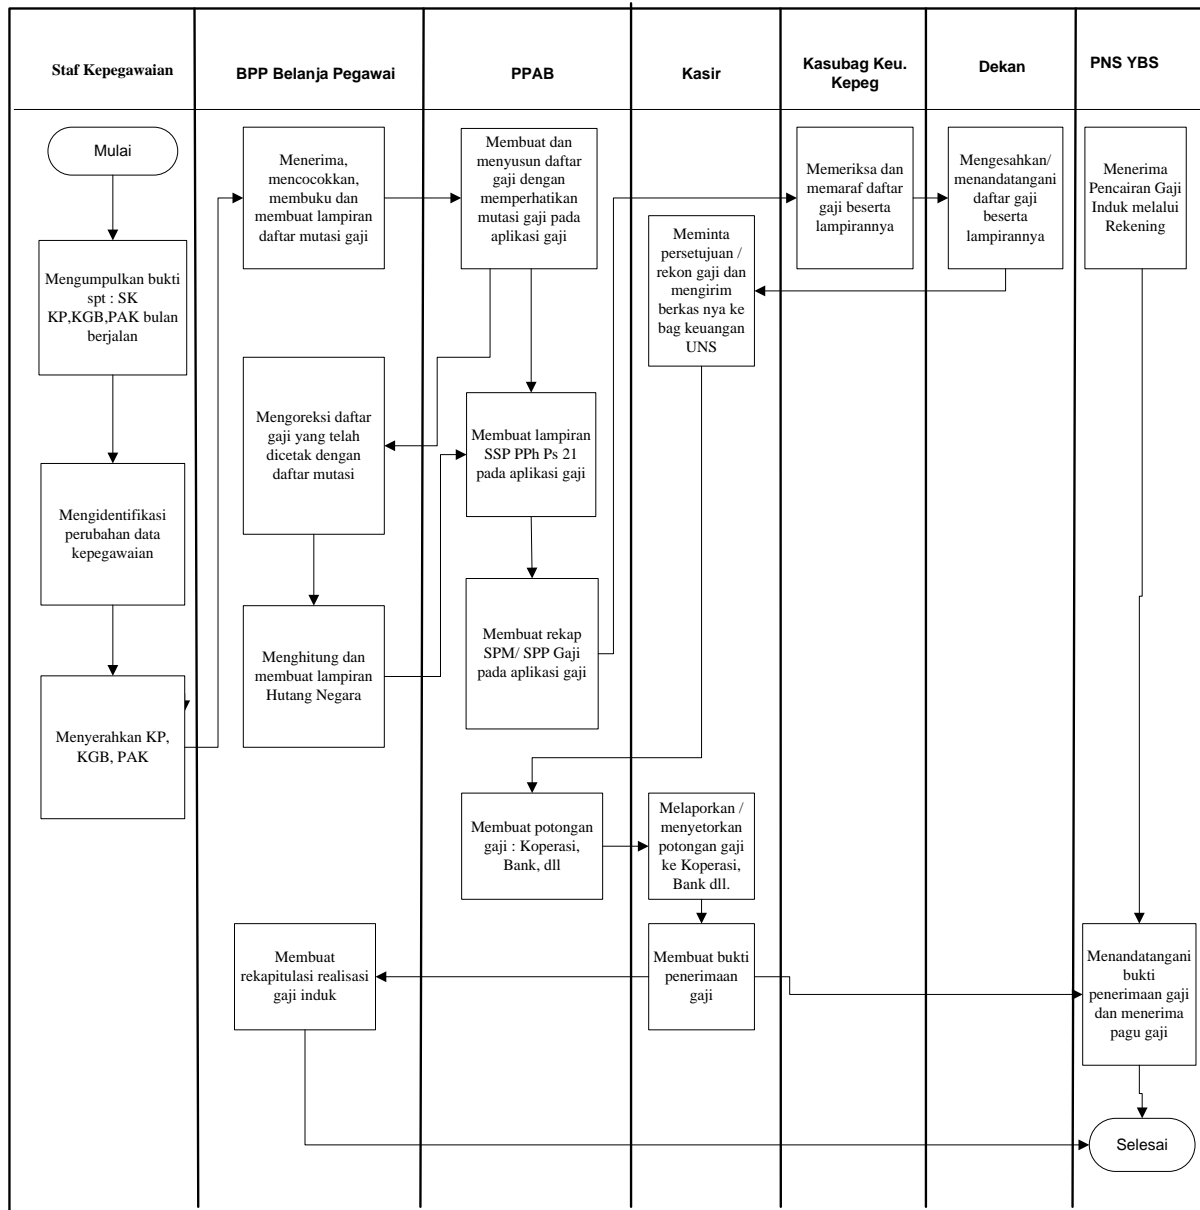 Staf Kepegawaian
BPP Belanja Pegawai
PPAB
Kasir
Kasubag Keu.
Kepeg
Dekan
PNS YBS
Mulai
Mengumpulkan bukti
spt : SK
KP,KGB,PAK bulan
berjalan
Mengidentifikasi
perubahan data
kepegawaian
Menyerahkan KP,
KGB, PAK
Menerima,
mencocokkan,
membuku dan
membuat lampiran
daftar mutasi gaji
Mengoreksi daftar
gaji yang telah
dicetak dengan
daftar mutasi
Menghitung dan
membuat lampiran
Hutang Negara
Membuat
rekapitulasi realisasi
gaji induk
Membuat dan
menyusun daftar
gaji dengan
memperhatikan
mutasi gaji pada
aplikasi gaji
Membuat lampiran
SSP PPh Ps 21
pada aplikasi gaji
Membuat rekap
SPM/ SPP Gaji
pada aplikasi gaji
Membuat potongan
gaji : Koperasi,
Bank, dll
Meminta
persetujuan /
rekon gaji dan
mengirim
berkas nya ke
bag keuangan
UNS
Melaporkan /
menyetorkan
potongan gaji
ke Koperasi,
Bank dll.
Membuat bukti
penerimaan
gaji
Memeriksa dan
memaraf daftar
gaji beserta
lampirannya
Mengesahkan/
menandatangani
daftar gaji
beserta
lampirannya
Menerima
Pencairan Gaji
Induk melalui
Rekening
Menandatangani
bukti
penerimaan gaji
dan menerima
pagu gaji
Selesai